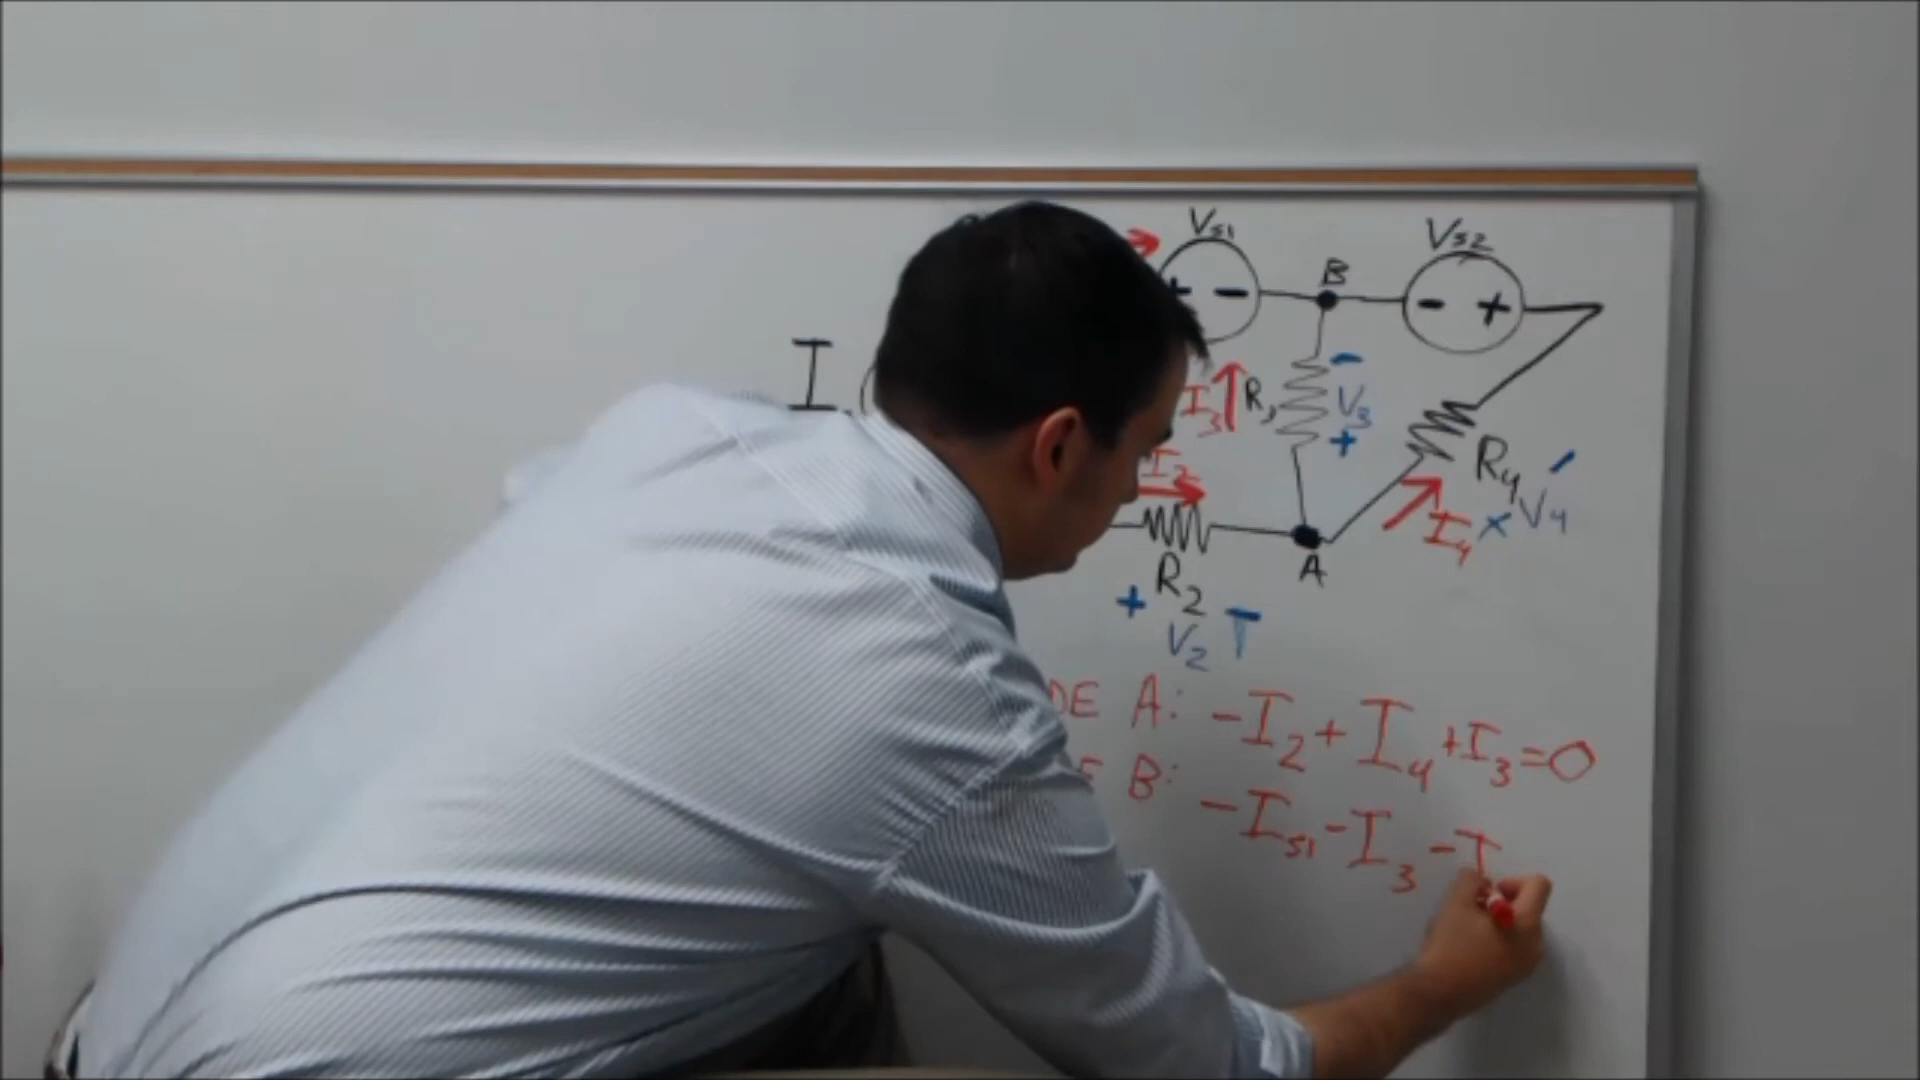 Vs1
Vs2
B
+ -
- +
I
I3
R3
-
V3
+
I2
R4
-
V4
I4
+
R2
A
+
V2
-
DE A: -I2 + I4 + I3 = 0
E B: -Is1 - I3 - I